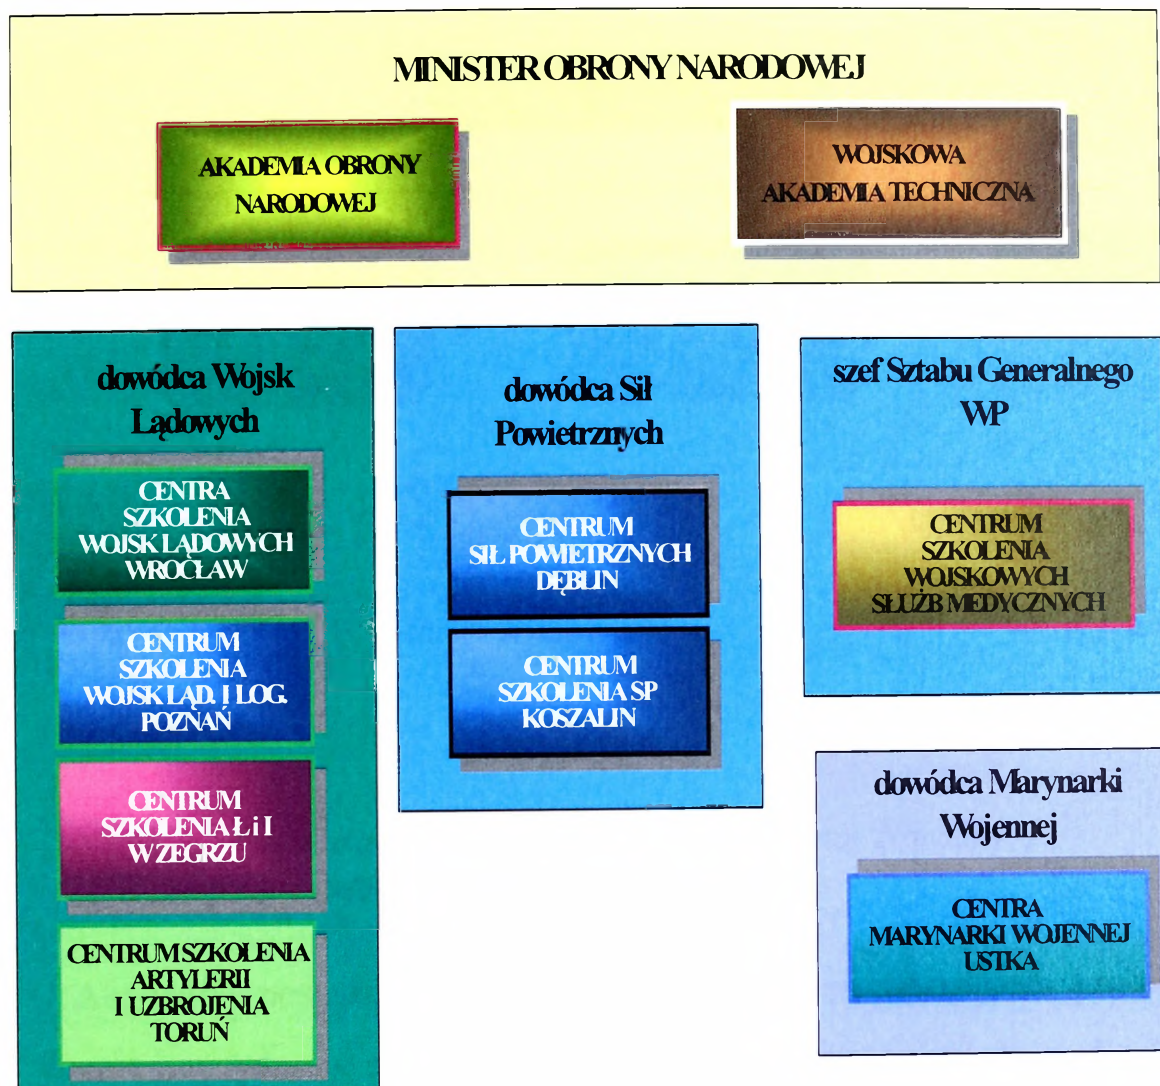 MINISTER OBRONY NARODOWEJ
AKADEMIA OBRONY
NARODOWEJ
WOJSKOWA
AKADEMIA TECHNICZNA
dowódca Wojsk
Lądowych
CENTRA
SZKOLENIA
WOJSK LĄDOWYCH
WROCŁAW
CENTRUM
SZKOLENIA
WOJSK LĄD. I LOG.
POZNAŃ
CENTRUM
SZKOLENIA Ł i I
W ZEGRZU
CENTRUM SZKOLENIA
ARTYLERII
I UZBROJENIA
TORUŃ
dowódca Sił
Powietrznych
CENTRUM
SIŁ POWIETRZNYCH
DĘBLIN
CENTRUM
SZKOLENIA SP
KOSZALIN
szef Sztabu Generalnego
WP
CENTRUM
SZKOLENIA
WOJSKOWYCH
SŁUŻB MEDYCZNYCH
dowódca Marynarki
Wojennej
CENTRA
MARYNARKI WOJENNEJ
USTKA